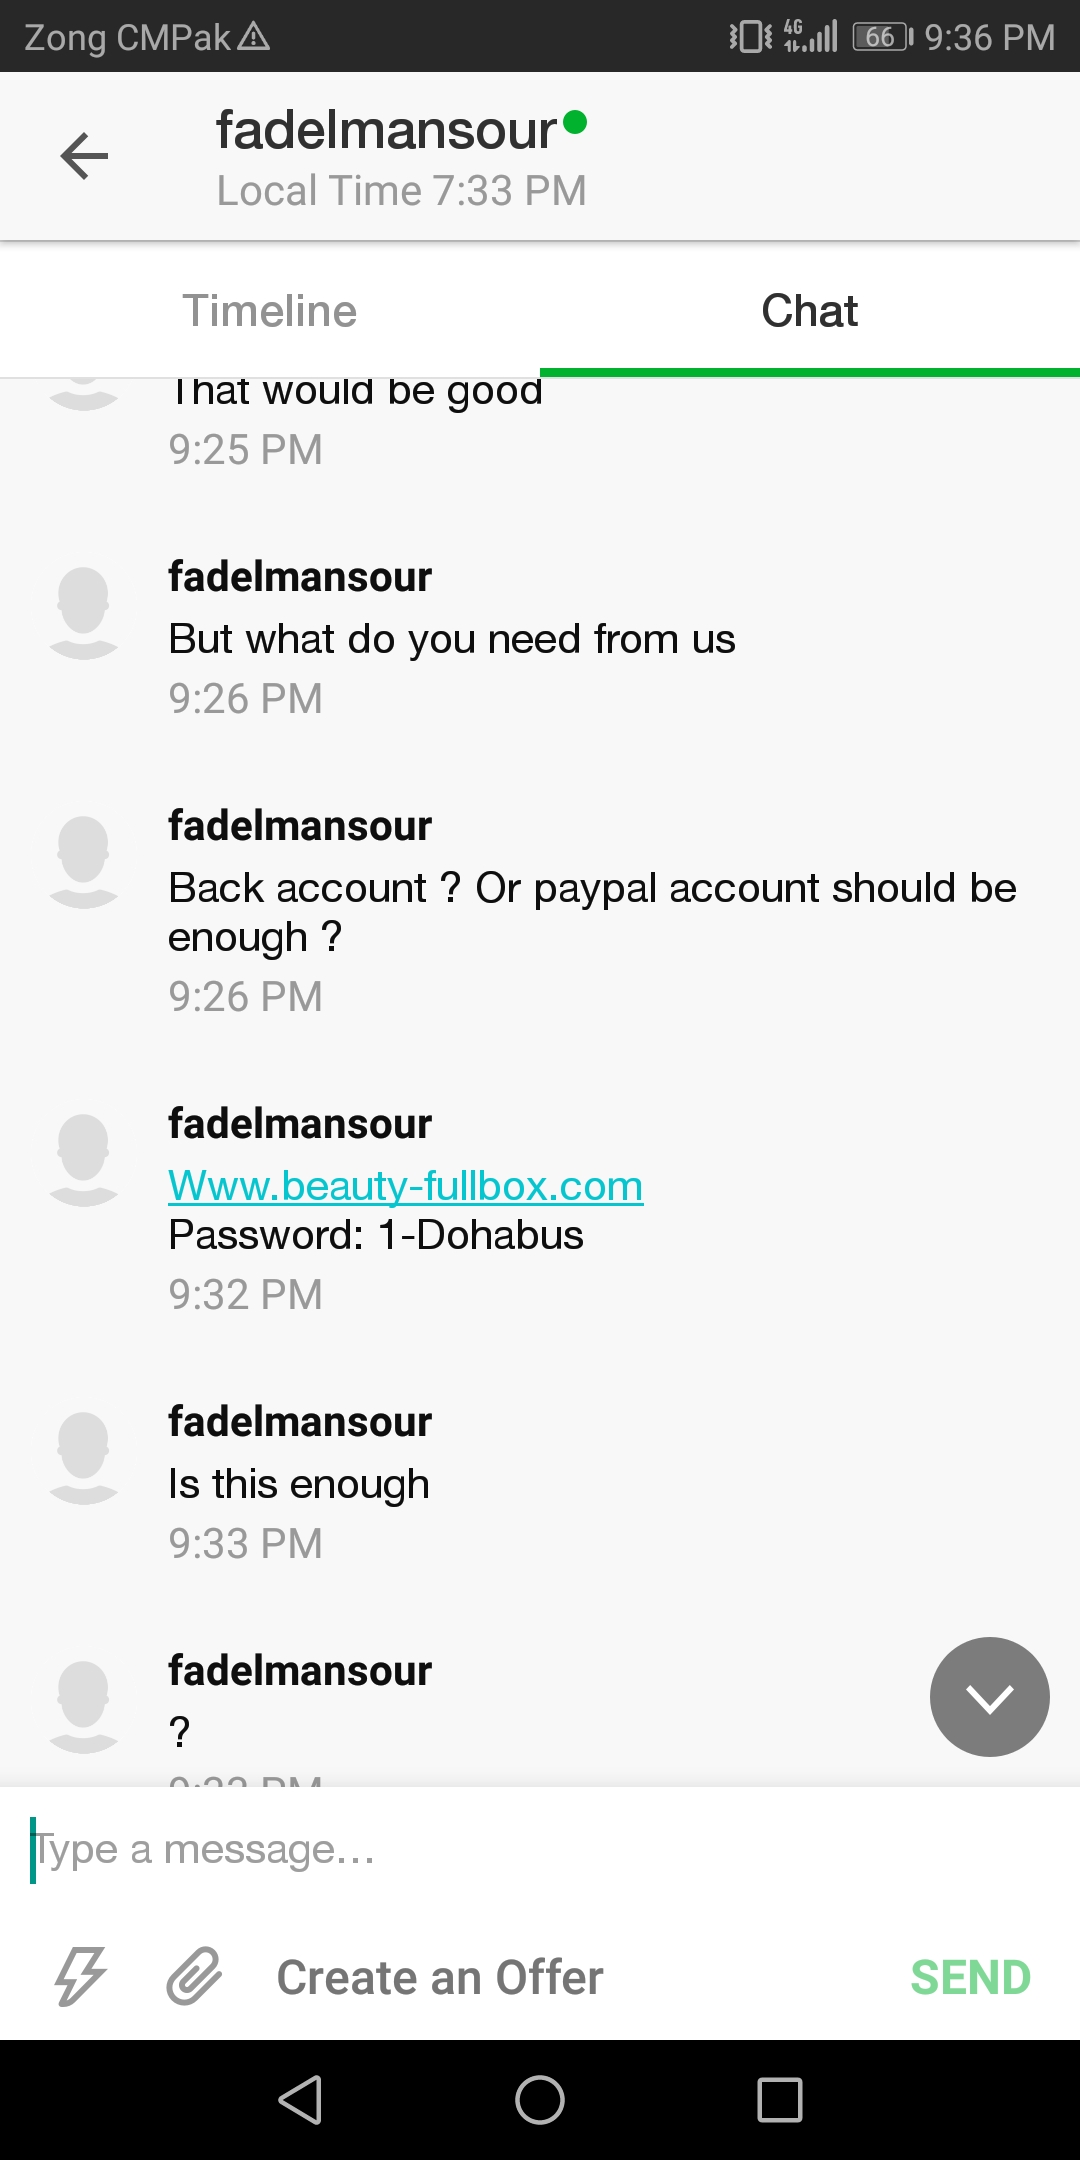 Zong CMPak
4G
66
9:36 PM
fadelmansour
Local Time 7:33 PM
Timeline
Chat
That would be good
9:25 PM
fadelmansour
But what do you need from us
9:26 PM
fadelmansour
Back account ? Or paypal account should be
enough ?
9:26 PM
fadelmansour
Www.beauty-fullbox.com
Password: 1-Dohabus
9:32 PM
fadelmansour
Is this enough
9:33 PM
fadelmansour
?
9:33 PM
Type a message...
Create an Offer
SEND